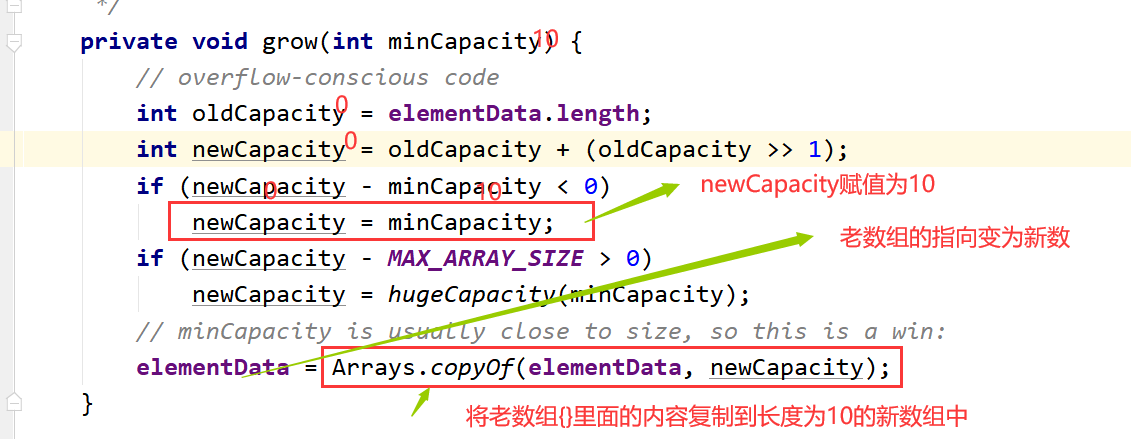 */
private void grow(int minCapacity) { 10
// overflow-conscious code
int oldCapacity = elementData.length; 0
int newCapacity = oldCapacity + (oldCapacity >> 1); 0
if (newCapacity - minCapacity < 0) 0 10
newCapacity赋值为10
newCapacity = minCapacity;
老数组的指向变为新数
if (newCapacity - MAX_ARRAY_SIZE > 0)
newCapacity = hugeCapacity(minCapacity);
// minCapacity is usually close to size, so this is a win:
elementData = Arrays.copyOf(elementData, newCapacity);
}
将老数组{}里面的内容复制到长度为10的新数组中